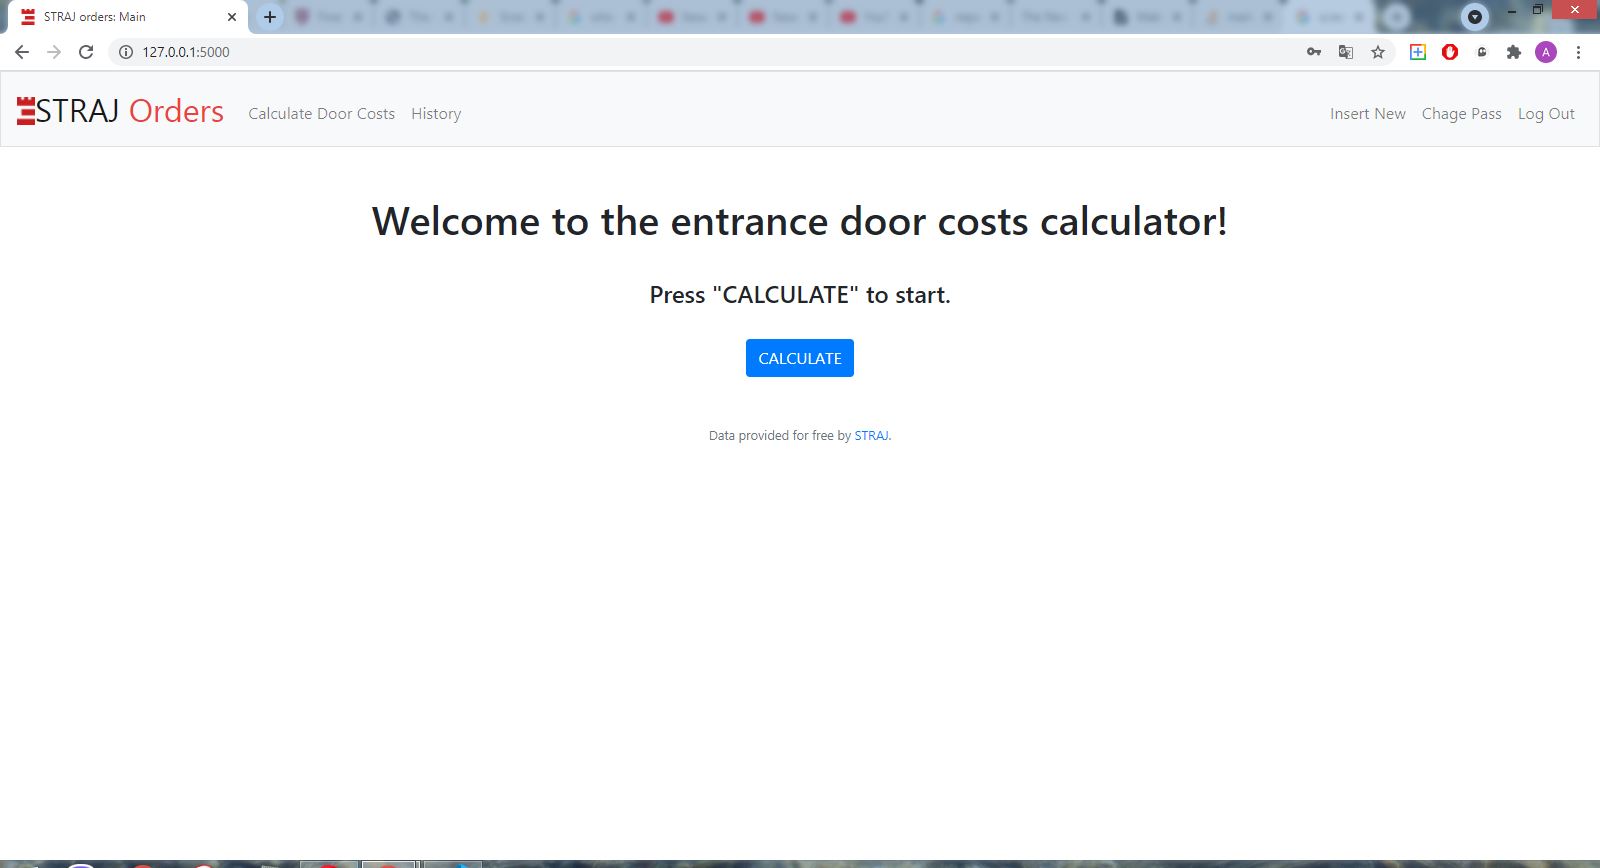 STRAJ orders: Main
127.0.0.1:5000
A
STRAJ Orders Calculate Door Costs History Insert New Chage Pass Log Out
Welcome to the entrance door costs calculator!
Press "CALCULATE" to start.
CALCULATE
Data provided for free by STRAJ.